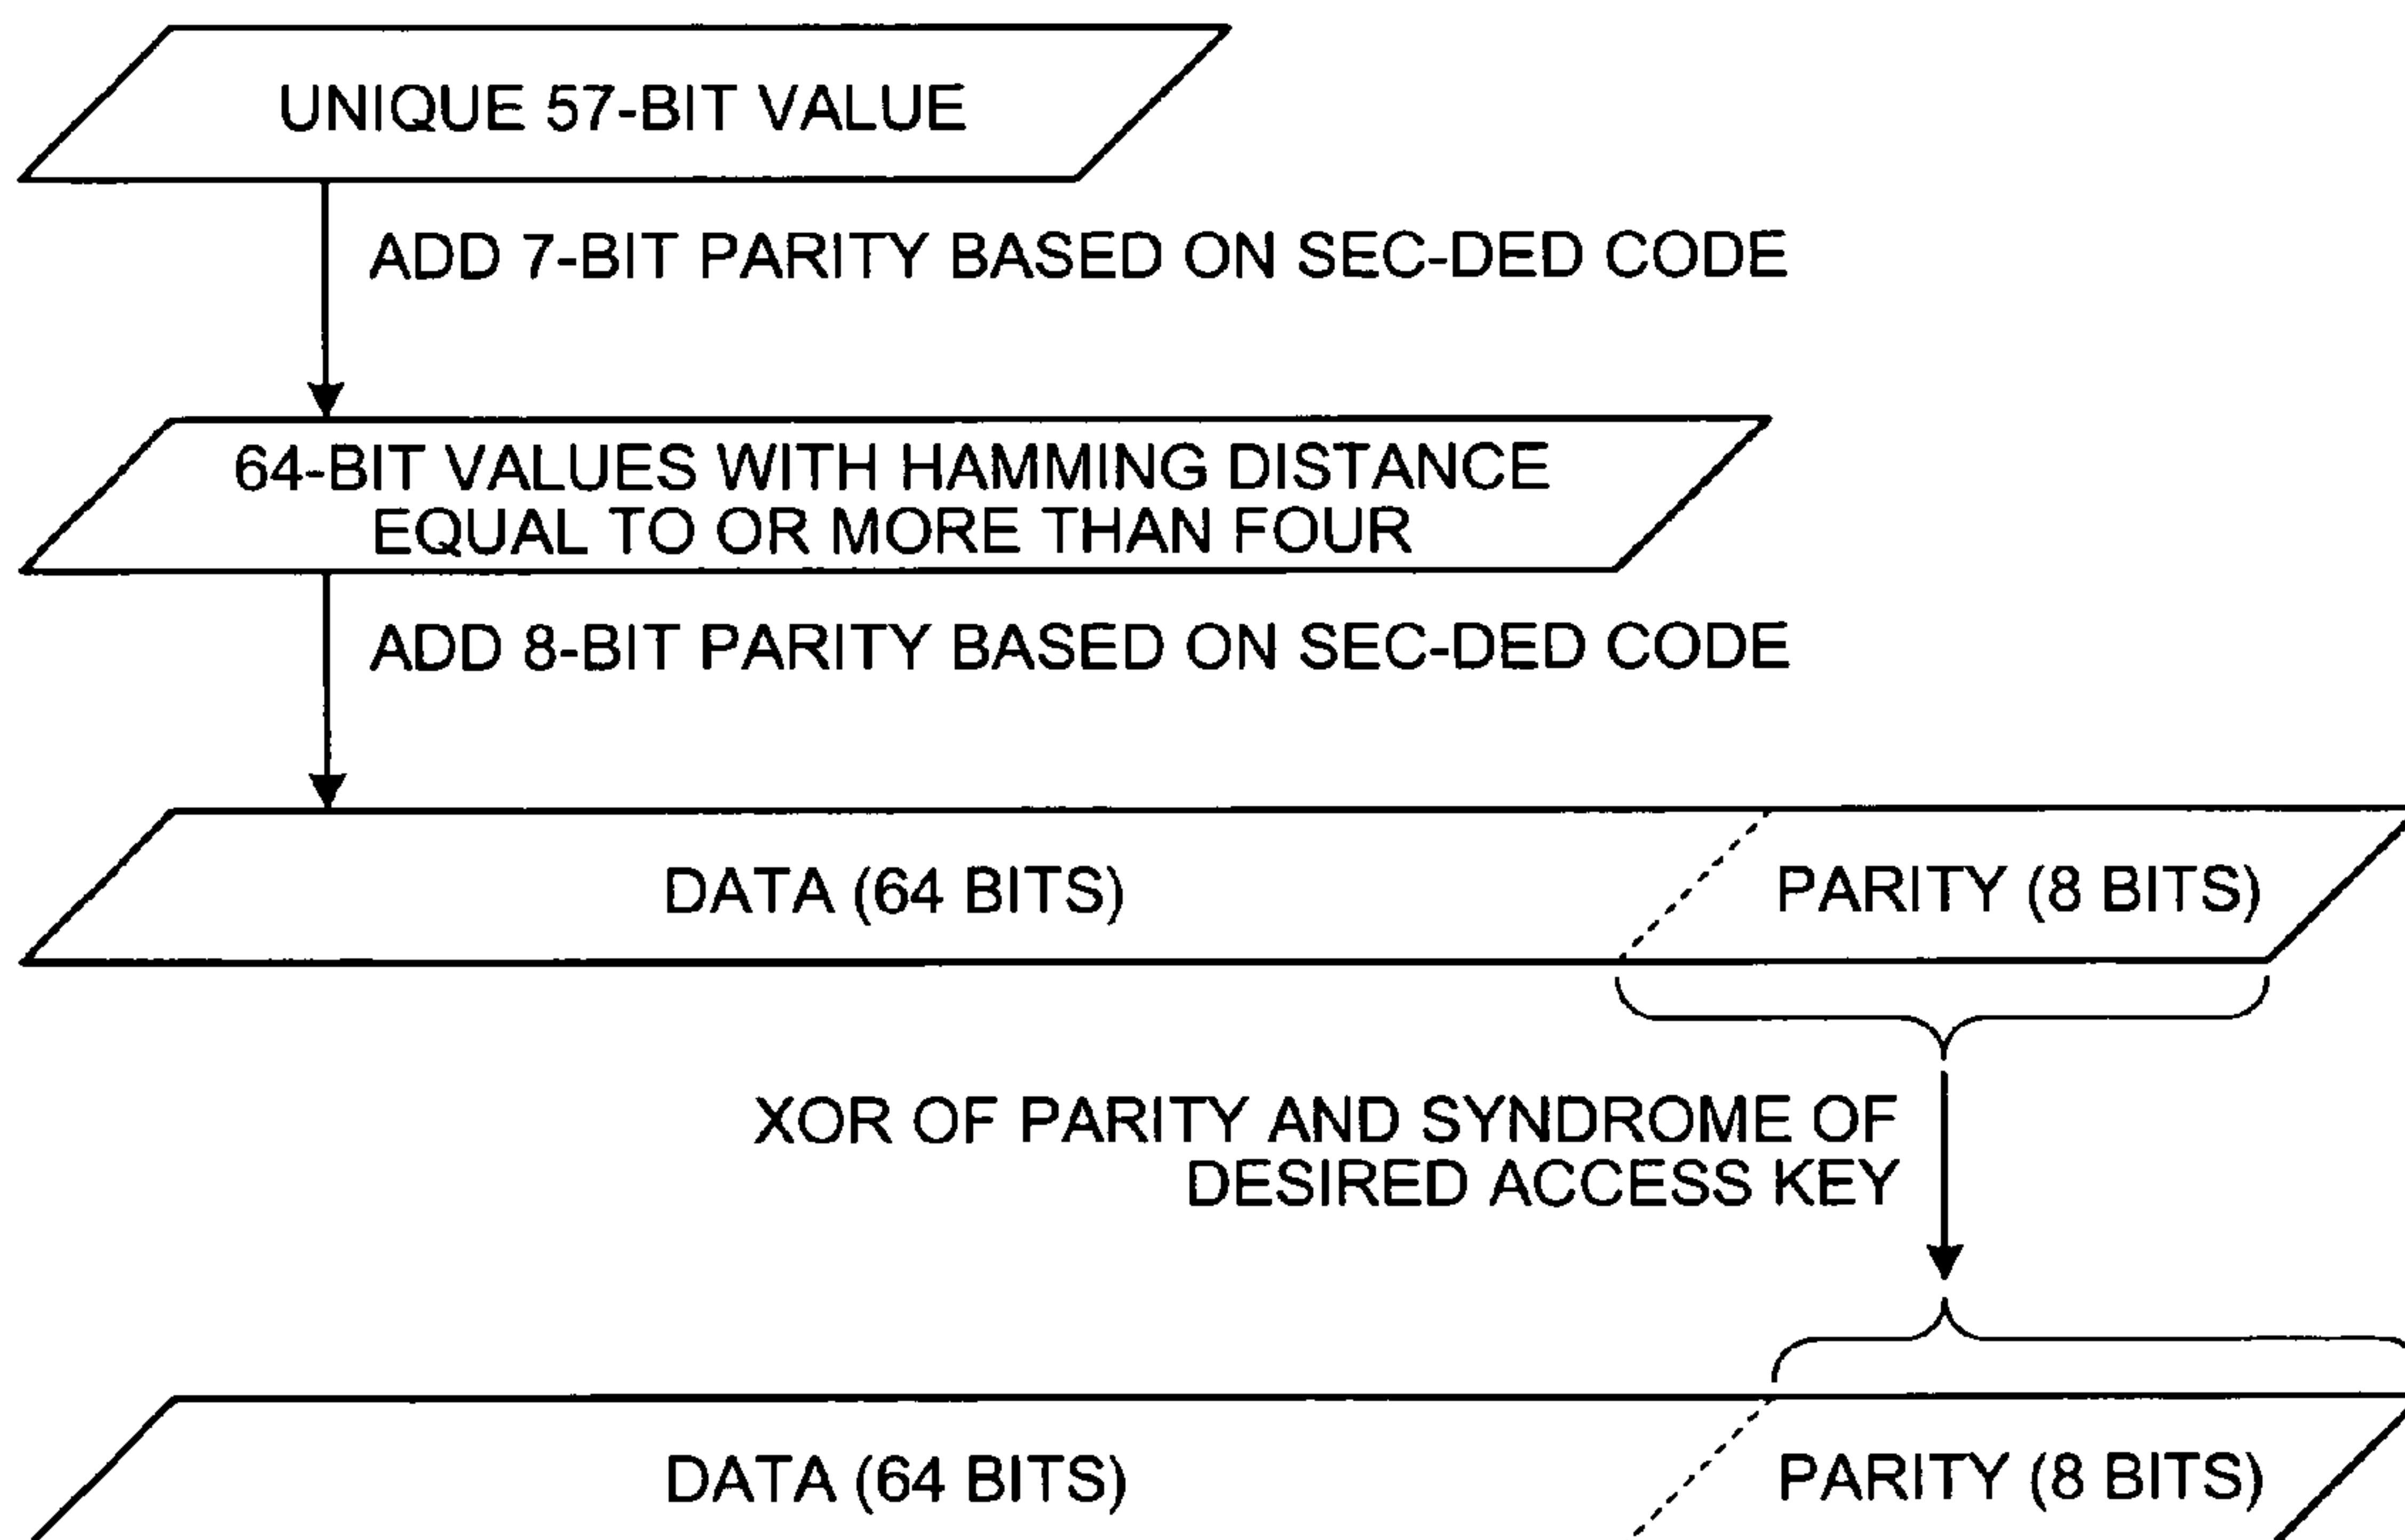 UNIQUE 57-BIT VALUE
ADD 7-BIT PARITY BASED ON SEC-DED CODE
64-BIT VALUES WITH HAMMING DISTANCE
EQUAL TO OR MORE THAN FOUR
ADD 8-BIT PARITY BASED ON SEC-DED CODE
DATA (64 BITS)
PARITY (8 BITS)
XOR OF PARITY AND SYNDROME OF
DESIRED ACCESS KEY
DATA (64 BITS)
PARITY (8 BITS)